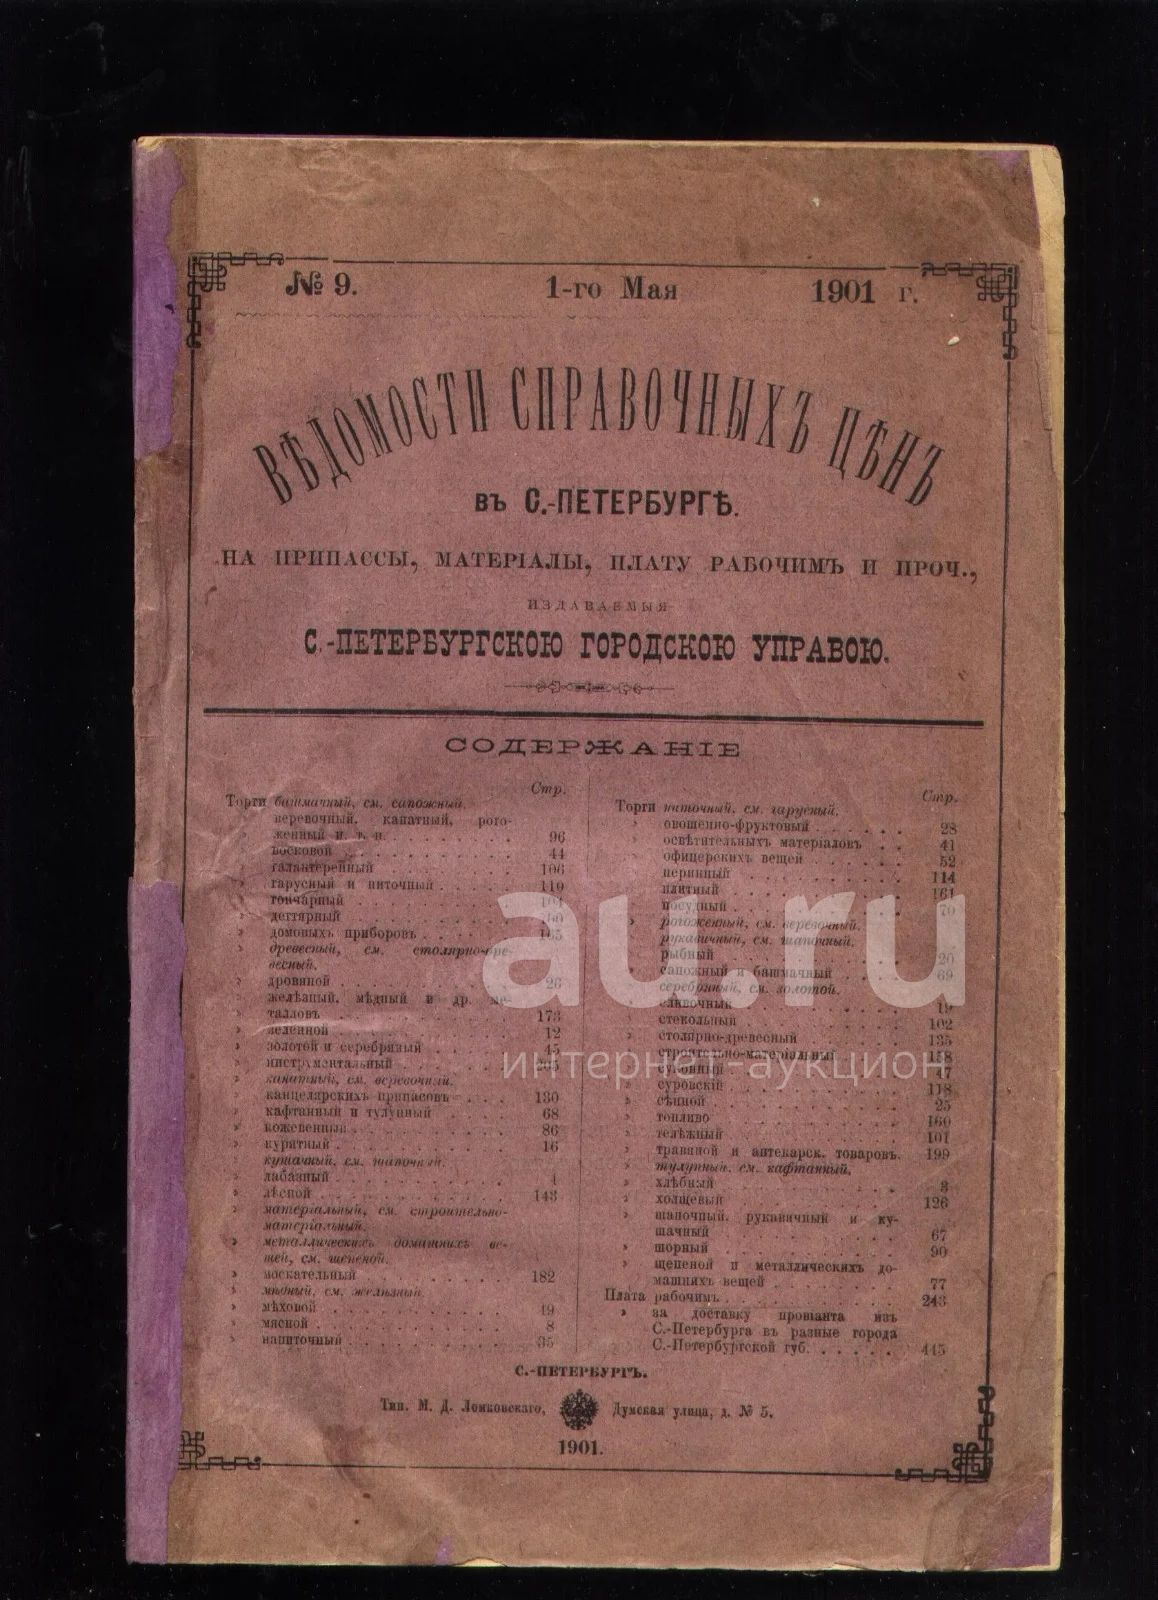 № 9. 1-го Мая 1901 г.
ВѢДОМОСТИ СПРАВОЧНЫХЪ ЦѢНЪ
въ С.-ПЕТЕРБУРГѢ.
НА ПРИПАССЫ, МАТЕРІАЛЫ, ПЛАТУ РАБОЧИМЪ И ПРОЧ.,
ИЗДАВАЕМЫЯ
С.-ПЕТЕРБУРГСКОЮ ГОРОДСКОЮ УПРАВОЮ.
СОДЕРЖАНІЕ
Стр.
Торги башмачный, см. сапожный.
веревочный, канатный, рого-
женный и т. п. 96
» восковой 44
» галантерейный 106
» гарусный и ниточный 110
» гончарный
» дегтярный
» домовыхъ приборовъ 165
» древесный, см. столярно-дре-
весный.
» дровяной 26
» желѣзный, мѣдный и др. ме-
талловъ 173
» зеленной 12
» золотой и серебряный 45
» инструментальный
» канатный, см. веревочный.
» канцелярскихъ припасовъ 130
» кафтанный и тулупный 68
» кожевенный 86
» курятный 16
» кушачный, см. шапочный.
» лабазный 1
» лѣсной 143
» матеріальный, см. строительно-
матеріальный.
» металлическихъ домашнихъ ве-
щей, см. щепеной.
» москательный 182
» мѣдный, см. желѣзный.
» мѣховой 49
» мясной 8
» напиточный 35
Стр.
Торги ниточный, см. гарусный.
» овощенно-фруктовый 28
» освѣтительныхъ матеріаловъ 41
» офицерскихъ вещей 52
» перинный 114
» плитный 161
» посудный 70
» рогоженный, см. веревочный.
рукавичный, см. шапочный.
» рыбный 20
» сапожный и башмачный 69
серебряный, см. золотой.
» сливочный 19
» стекольный 102
» столярно-древесный 135
» строительно-матеріальный 158
» суконный 47
» суровскій 118
» сѣнной 25
» топливо 160
» телѣжный 101
» травяной и аптекарск. товаровъ 199
» тулупный, см. кафтанный.
» хлѣбный 3
» холщевый 126
» шапочный, рукавичный и ку-
шачный 67
» шорный 90
» щепеной и металлическихъ до-
машнихъ вещей 77
Плата рабочимъ 243
» за доставку провіанта изъ
С.-Петербурга въ разные города
С.-Петербургской губ. 445
С.-ПЕТЕРБУРГЪ.
Тип. М. Д. Ломковскаго, Думская улица, д. № 5.
1901.
au.ru
интернет-аукцион